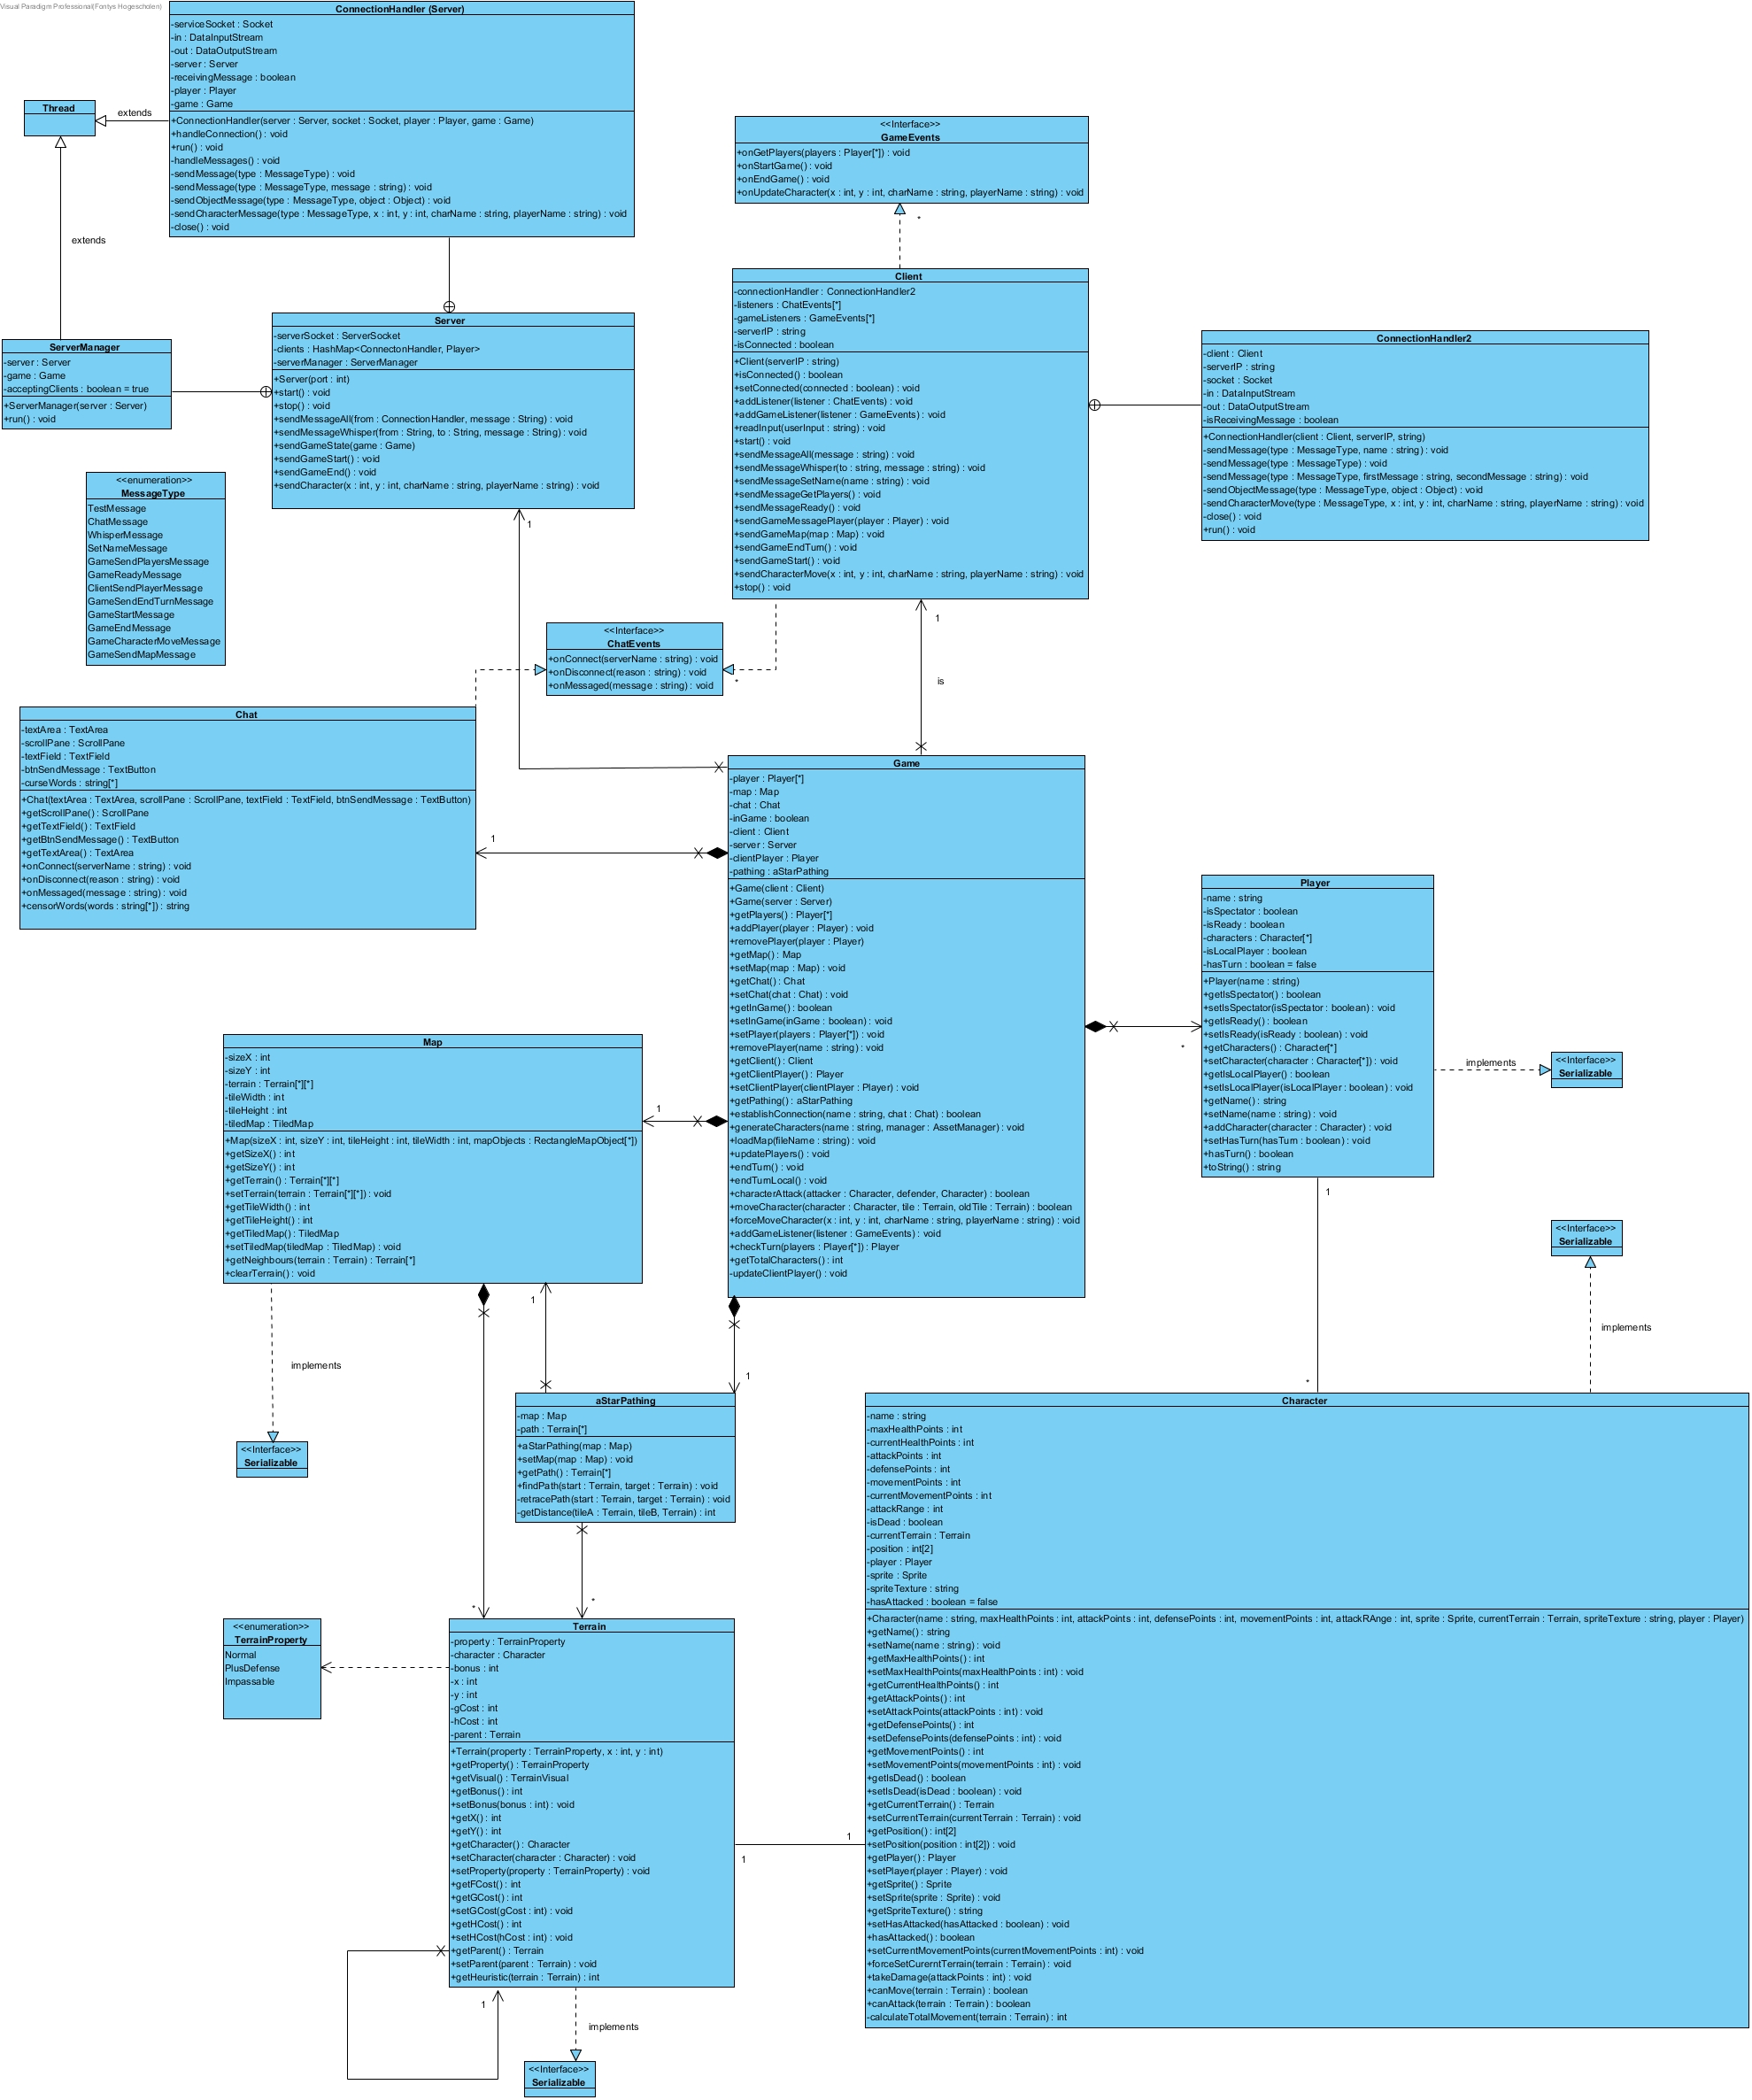 Visual Paradigm Professional(Fontys Hogescholen)
ConnectionHandler (Server)
-serviceSocket : Socket
-in : DataInputStream
-out : DataOutputStream
-server : Server
-receivingMessage : boolean
-player : Player
-game : Game
+ConnectionHandler(server : Server, socket : Socket, player : Player, game : Game)
+handleConnection() : void
+run() : void
-handleMessages() : void
-sendMessage(type : MessageType) : void
-sendMessage(type : MessageType, message : string) : void
-sendObjectMessage(type : MessageType, object : Object) : void
-sendCharacterMessage(type : MessageType, x : int, y : int, charName : string, playerName : string) : void
-close() : void
Thread
extends
extends
<<Interface>>
GameEvents
+onGetPlayers(players : Player[*]) : void
+onStartGame() : void
+onEndGame() : void
+onUpdateCharacter(x : int, y : int, charName : string, playerName : string) : void
*
Server
-serverSocket : ServerSocket
-clients : HashMap<ConnectonHandler, Player>
-serverManager : ServerManager
+Server(port : int)
+start() : void
+stop() : void
+sendMessageAll(from : ConnectionHandler, message : String) : void
+sendMessageWhisper(from : String, to : String, message : String) : void
+sendGameState(game : Game)
+sendGameStart() : void
+sendGameEnd() : void
+sendCharacter(x : int, y : int, charName : string, playerName : string) : void
1
ServerManager
-server : Server
-game : Game
-acceptingClients : boolean = true
+ServerManager(server : Server)
+run() : void
<<enumeration>>
MessageType
TestMessage
ChatMessage
WhisperMessage
SetNameMessage
GameSendPlayersMessage
GameReadyMessage
ClientSendPlayerMessage
GameSendEndTurnMessage
GameStartMessage
GameEndMessage
GameCharacterMoveMessage
GameSendMapMessage
Client
-connectionHandler : ConnectionHandler2
-listeners : ChatEvents[*]
-gameListeners : GameEvents[*]
-serverIP : string
-isConnected : boolean
+Client(serverIP : string)
+isConnected() : boolean
+setConnected(connected : boolean) : void
+addListener(listener : ChatEvents) : void
+addGameListener(listener : GameEvents) : void
+readInput(userInput : string) : void
+start() : void
+sendMessageAll(message : string) : void
+sendMessageWhisper(to : string, message : string) : void
+sendMessageSetName(name : string) : void
+sendMessageGetPlayers() : void
+sendMessageReady() : void
+sendGameMessagePlayer(player : Player) : void
+sendGameMap(map : Map) : void
+sendGameEndTurn() : void
+sendGameStart() : void
+sendCharacterMove(x : int, y : int, charName : string, playerName : string) : void
+stop() : void
1
is
ConnectionHandler2
-client : Client
-serverIP : string
-socket : Socket
-in : DataInputStream
-out : DataOutputStream
-isReceivingMessage : boolean
+ConnectionHandler(client : Client, serverIP, string)
-sendMessage(type : MessageType, name : string) : void
-sendMessage(type : MessageType) : void
-sendMessage(type : MessageType, firstMessage : string, secondMessage : string) : void
-sendObjectMessage(type : MessageType, object : Object) : void
-sendCharacterMove(type : MessageType, x : int, y : int, charName : string, playerName : string) : void
-close() : void
+run() : void
<<Interface>>
ChatEvents
+onConnect(serverName : string) : void
+onDisconnect(reason : string) : void
+onMessaged(message : string) : void
*
Chat
-textArea : TextArea
-scrollPane : ScrollPane
-textField : TextField
-btnSendMessage : TextButton
-curseWords : string[*]
+Chat(textArea : TextArea, scrollPane : ScrollPane, textField : TextField, btnSendMessage : TextButton)
+getScrollPane() : ScrollPane
+getTextField() : TextField
+getBtnSendMessage() : TextButton
+getTextArea() : TextArea
+onConnect(serverName : string) : void
+onDisconnect(reason : string) : void
+onMessaged(message : string) : void
+censorWords(words : string[*]) : string
1
Game
-player : Player[*]
-map : Map
-chat : Chat
-inGame : boolean
-client : Client
-server : Server
-clientPlayer : Player
-pathing : aStarPathing
+Game(client : Client)
+Game(server : Server)
+getPlayers() : Player[*]
+addPlayer(player : Player) : void
+removePlayer(player : Player)
+getMap() : Map
+setMap(map : Map) : void
+getChat() : Chat
+setChat(chat : Chat) : void
+getInGame() : boolean
+setInGame(inGame : boolean) : void
+setPlayer(players : Player[*]) : void
+removePlayer(name : string) : void
+getClient() : Client
+getClientPlayer() : Player
+setClientPlayer(clientPlayer : Player) : void
+getPathing() : aStarPathing
+establishConnection(name : string, chat : Chat) : boolean
+generateCharacters(name : string, manager : AssetManager) : void
+loadMap(fileName : string) : void
+updatePlayers() : void
+endTurn() : void
+endTurnLocal() : void
+characterAttack(attacker : Character, defender, Character) : boolean
+moveCharacter(character : Character, tile : Terrain, oldTile : Terrain) : boolean
+forceMoveCharacter(x : int, y : int, charName : string, playerName : string) : void
+addGameListener(listener : GameEvents) : void
+checkTurn(players : Player[*]) : Player
+getTotalCharacters() : int
-updateClientPlayer() : void
*
1
Player
-name : string
-isSpectator : boolean
-isReady : boolean
-characters : Character[*]
-isLocalPlayer : boolean
-hasTurn : boolean = false
+Player(name : string)
+getIsSpectator() : boolean
+setIsSpectator(isSpectator : boolean) : void
+getIsReady() : boolean
+setIsReady(isReady : boolean) : void
+getCharacters() : Character[*]
+setCharacter(character : Character[*]) : void
+getIsLocalPlayer() : boolean
+setIsLocalPlayer(isLocalPlayer : boolean) : void
+getName() : string
+setName(name : string) : void
+addCharacter(character : Character) : void
+setHasTurn(hasTurn : boolean) : void
+hasTurn() : boolean
+toString() : string
implements
<<Interface>>
Serializable
1
*
Map
-sizeX : int
-sizeY : int
-terrain : Terrain[*][*]
-tileWidth : int
-tileHeight : int
-tiledMap : TiledMap
+Map(sizeX : int, sizeY : int, tileHeight : int, tileWidth : int, mapObjects : RectangleMapObject[*])
+getSizeX() : int
+getSizeY() : int
+getTerrain() : Terrain[*][*]
+setTerrain(terrain : Terrain[*][*]) : void
+getTileWidth() : int
+getTileHeight() : int
+getTiledMap() : TiledMap
+setTiledMap(tiledMap : TiledMap) : void
+getNeighbours(terrain : Terrain) : Terrain[*]
+clearTerrain() : void
1
1
implements
<<Interface>>
Serializable
<<Interface>>
Serializable
implements
aStarPathing
-map : Map
-path : Terrain[*]
+aStarPathing(map : Map)
+setMap(map : Map) : void
+getPath() : Terrain[*]
+findPath(start : Terrain, target : Terrain) : void
-retracePath(start : Terrain, target : Terrain) : void
-getDistance(tileA : Terrain, tileB, Terrain) : int
*
*
<<enumeration>>
TerrainProperty
Normal
PlusDefense
Impassable
Terrain
-property : TerrainProperty
-character : Character
-bonus : int
-x : int
-y : int
-gCost : int
-hCost : int
-parent : Terrain
+Terrain(property : TerrainProperty, x : int, y : int)
+getProperty() : TerrainProperty
+getVisual() : TerrainVisual
+getBonus() : int
+setBonus(bonus : int) : void
+getX() : int
+getY() : int
+getCharacter() : Character
+setCharacter(character : Character) : void
+setProperty(property : TerrainProperty) : void
+getFCost() : int
+getGCost() : int
+setGCost(gCost : int) : void
+getHCost() : int
+setHCost(hCost : int) : void
+getParent() : Terrain
+setParent(parent : Terrain) : void
+getHeuristic(terrain : Terrain) : int
1
1
1
implements
<<Interface>>
Serializable
Character
-name : string
-maxHealthPoints : int
-currentHealthPoints : int
-attackPoints : int
-defensePoints : int
-movementPoints : int
-currentMovementPoints : int
-attackRange : int
-isDead : boolean
-currentTerrain : Terrain
-position : int[2]
-player : Player
-sprite : Sprite
-spriteTexture : string
-hasAttacked : boolean = false
+Character(name : string, maxHealthPoints : int, attackPoints : int, defensePoints : int, movementPoints : int, attackRAnge : int, sprite : Sprite, currentTerrain : Terrain, spriteTexture : string, player : Player)
+getName() : string
+setName(name : string) : void
+getMaxHealthPoints() : int
+setMaxHealthPoints(maxHealthPoints : int) : void
+getCurrentHealthPoints() : int
+getAttackPoints() : int
+setAttackPoints(attackPoints : int) : void
+getDefensePoints() : int
+setDefensePoints(defensePoints : int) : void
+getMovementPoints() : int
+setMovementPoints(movementPoints : int) : void
+getIsDead() : boolean
+setIsDead(isDead : boolean) : void
+getCurrentTerrain() : Terrain
+setCurrentTerrain(currentTerrain : Terrain) : void
+getPosition() : int[2]
+setPosition(position : int[2]) : void
+getPlayer() : Player
+setPlayer(player : Player) : void
+getSprite() : Sprite
+setSprite(sprite : Sprite) : void
+getSpriteTexture() : string
+setHasAttacked(hasAttacked : boolean) : void
+hasAttacked() : boolean
+setCurrentMovementPoints(currentMovementPoints : int) : void
+forceSetCurerntTerrain(terrain : Terrain) : void
+takeDamage(attackPoints : int) : void
+canMove(terrain : Terrain) : boolean
+canAttack(terrain : Terrain) : boolean
-calculateTotalMovement(terrain : Terrain) : int